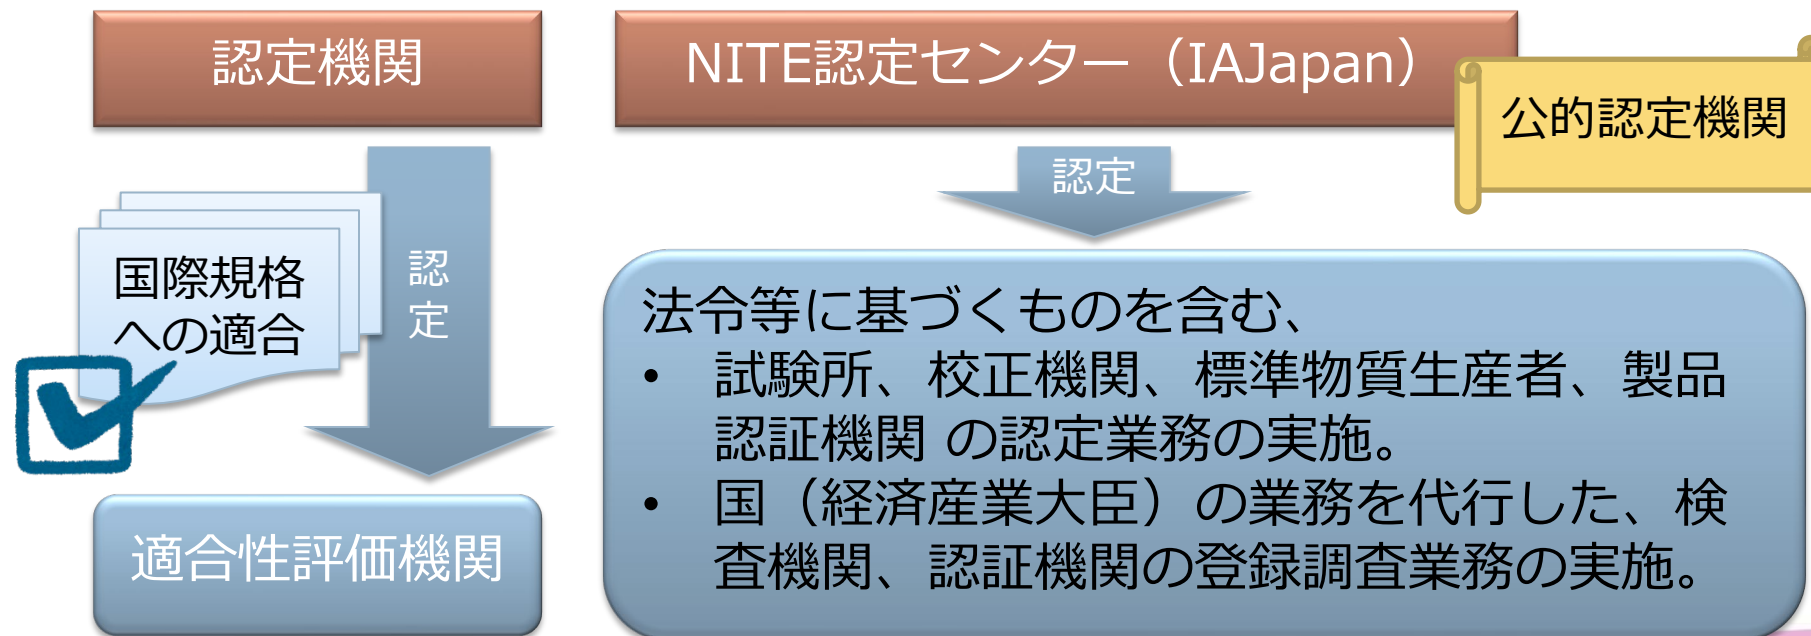 認定機関
国際規格
への適合
認
定
適合性評価機関
NITE認定センター（IAJapan）
公的認定機関
認定
法令等に基づくものを含む、
• 試験所、校正機関、標準物質生産者、製品
認証機関 の認定業務の実施。
• 国（経済産業大臣）の業務を代行した、検
査機関、認証機関の登録調査業務の実施。